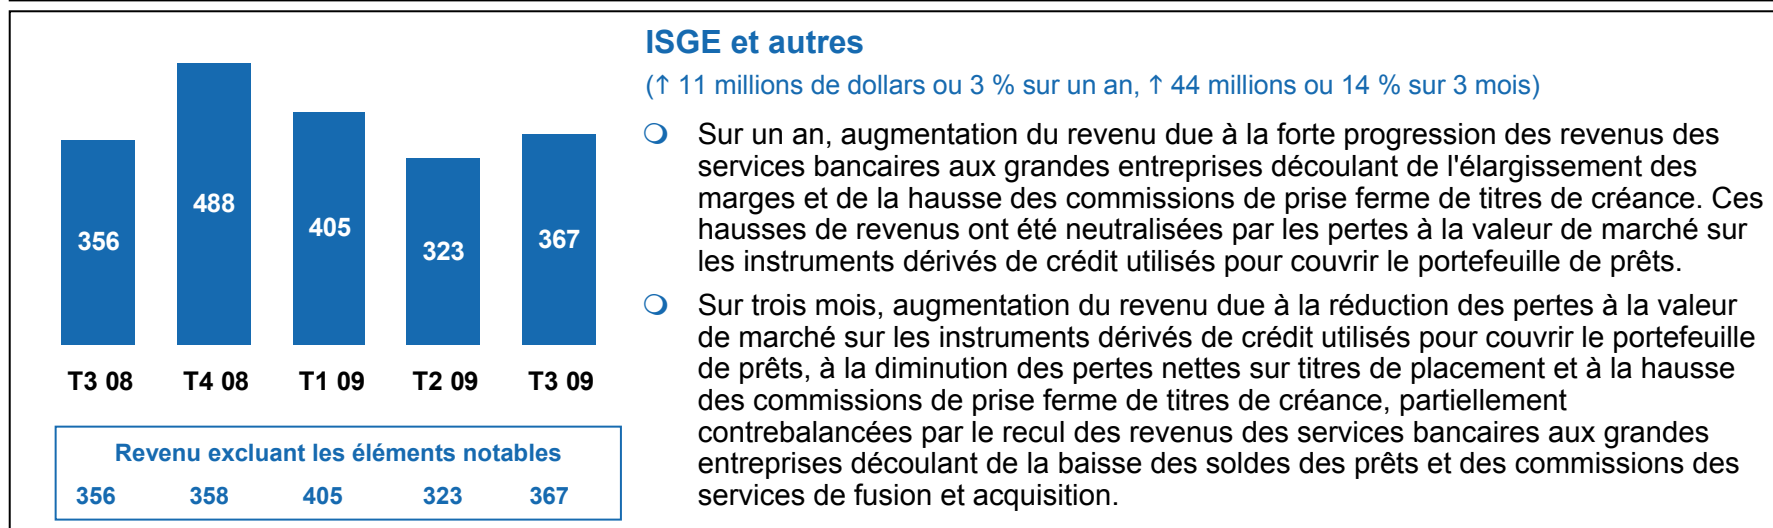 ISGE et autres
(↑ 11 millions de dollars ou 3 % sur un an, ↑ 44 millions ou 14 % sur 3 mois)
Sur un an, augmentation du revenu due à la forte progression des revenus des
services bancaires aux grandes entreprises découlant de l'élargissement des
marges et de la hausse des commissions de prise ferme de titres de créance. Ces
hausses de revenus ont été neutralisées par les pertes à la valeur de marché sur
les instruments dérivés de crédit utilisés pour couvrir le portefeuille de prêts.
Sur trois mois, augmentation du revenu due à la réduction des pertes à la valeur
de marché sur les instruments dérivés de crédit utilisés pour couvrir le portefeuille
de prêts, à la diminution des pertes nettes sur titres de placement et à la hausse
des commissions de prise ferme de titres de créance, partiellement
contrebalancées par le recul des revenus des services bancaires aux grandes
entreprises découlant de la baisse des soldes des prêts et des commissions des
services de fusion et acquisition.
356 488 405 323 367
T3 08 T4 08 T1 09 T2 09 T3 09
Revenu excluant les éléments notables
356 358 405 323 367